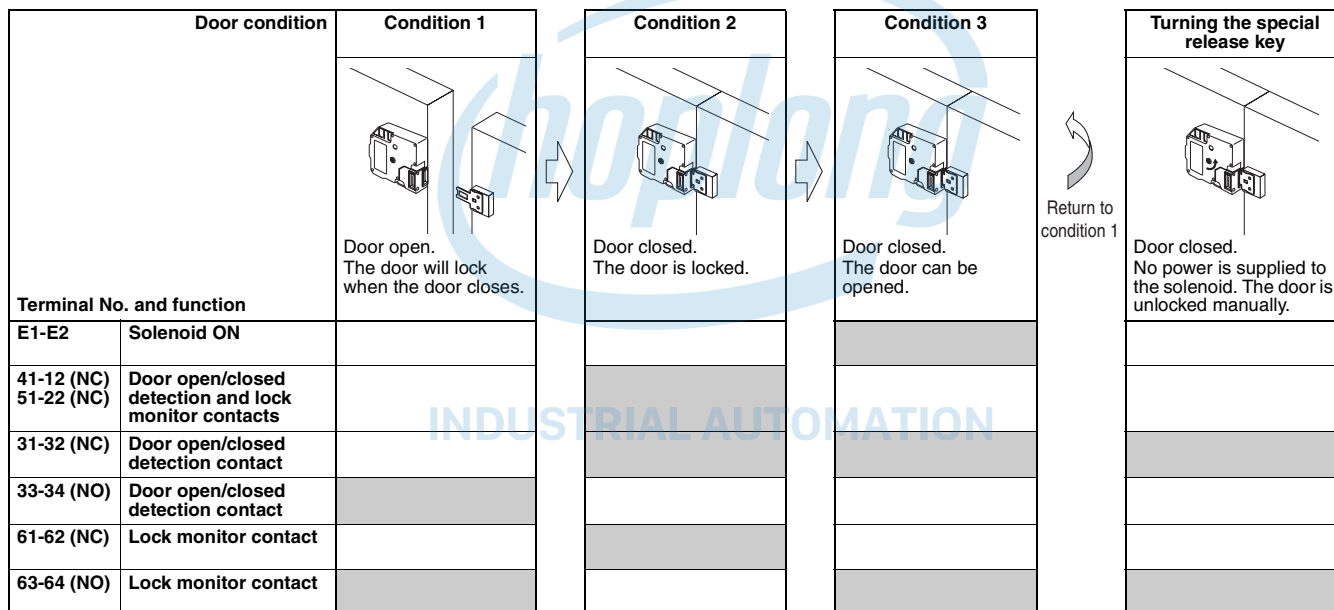 Door condition
Condition 1
Condition 2
Condition 3
Turning the special
release key
hoplong
Door open.
The door will lock
when the door closes.
Door closed.
The door is locked.
Door closed.
The door can be
opened.
Return to
condition 1
Door closed.
No power is supplied to
the solenoid. The door is
unlocked manually.
Terminal No. and function
E1-E2
Solenoid ON
41-12 (NC)
51-22 (NC)
Door open/closed
detection and lock
monitor contacts
INDUSTRIAL AUTOMATION
31-32 (NC)
Door open/closed
detection contact
33-34 (NO)
Door open/closed
detection contact
61-62 (NC)
Lock monitor contact
63-64 (NO)
Lock monitor contact